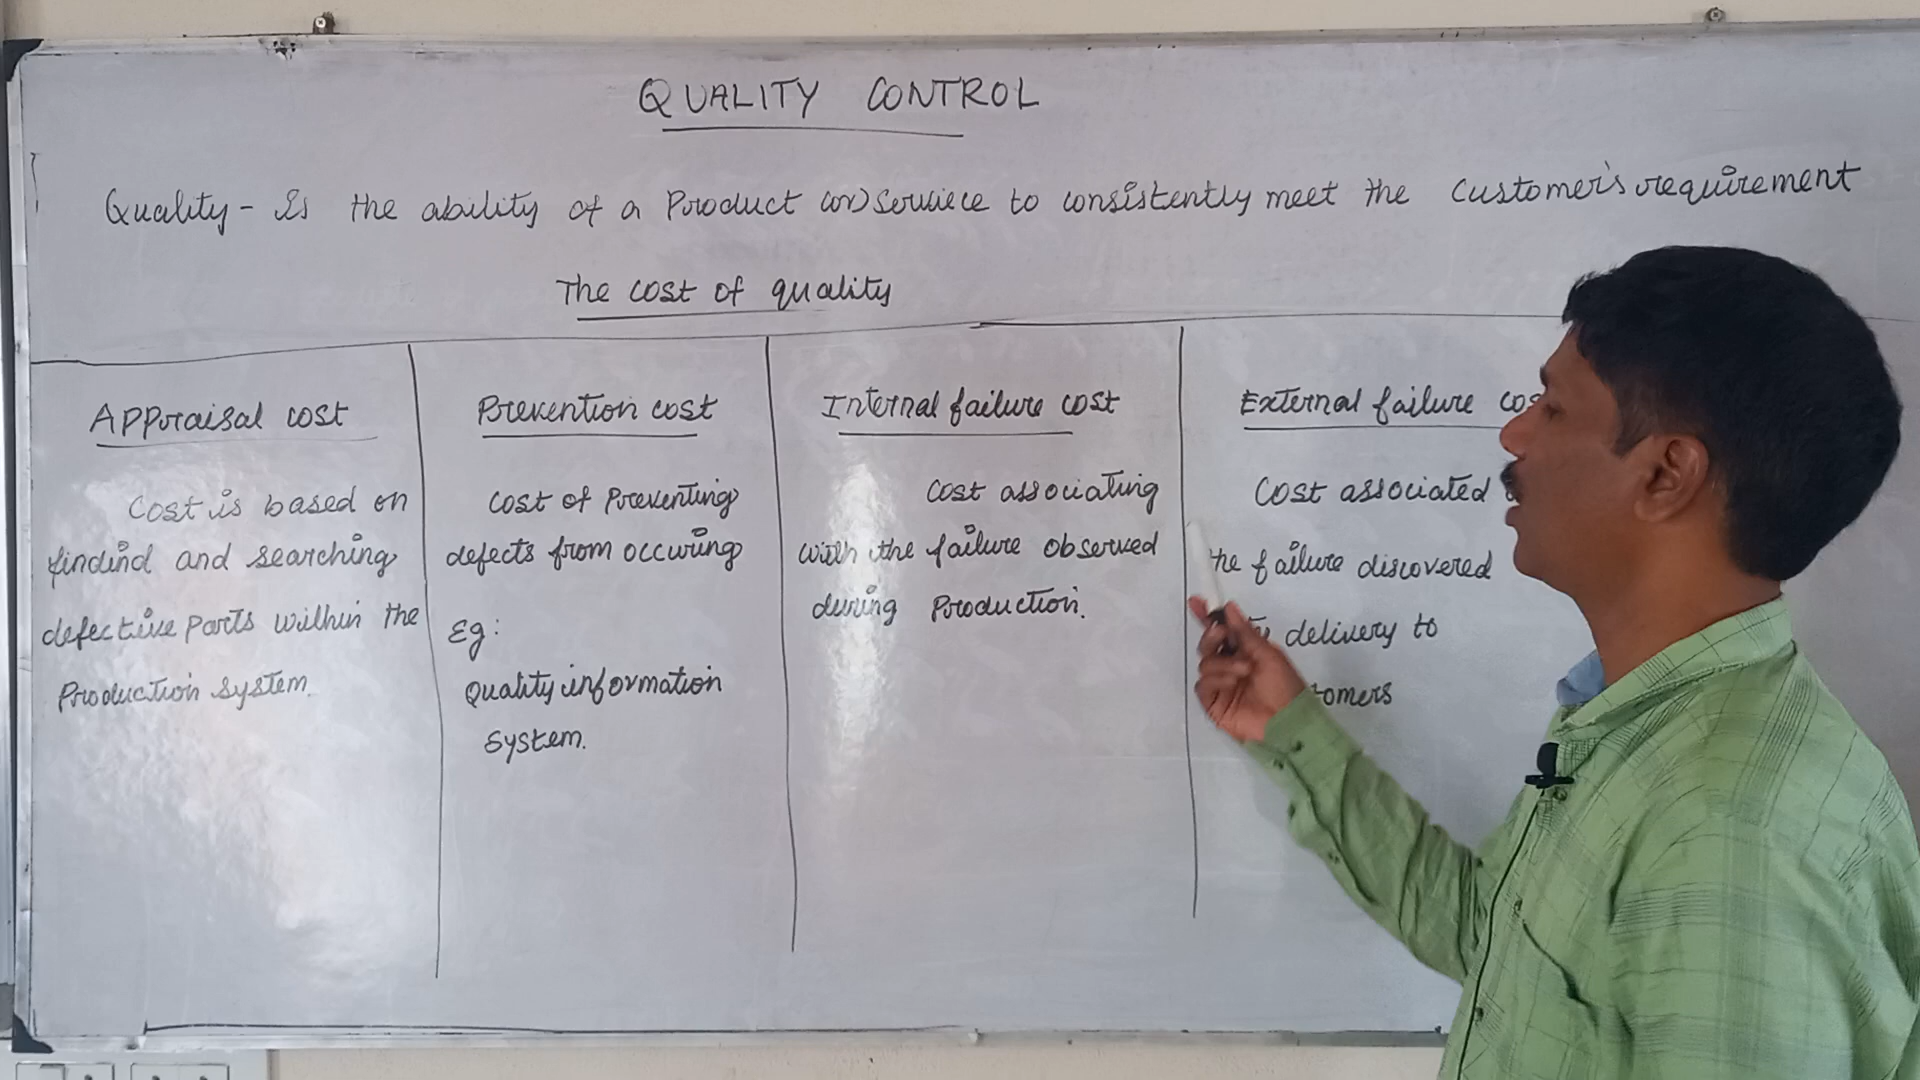 QUALITY CONTROL
Quality - Is the ability of a Product (or) Service to consistently meet the Customer's requirement
The cost of quality
Appraisal cost
Cost is based on
findind and searching
defective parts within the
Production system.
Prevention cost
Cost of Preventing
defects from occuring
Eg:
Quality information
System.
Internal failure cost
Cost associating
with the failure observed
during Production.
External failure
Cost associated
the failure discovered
delivery to